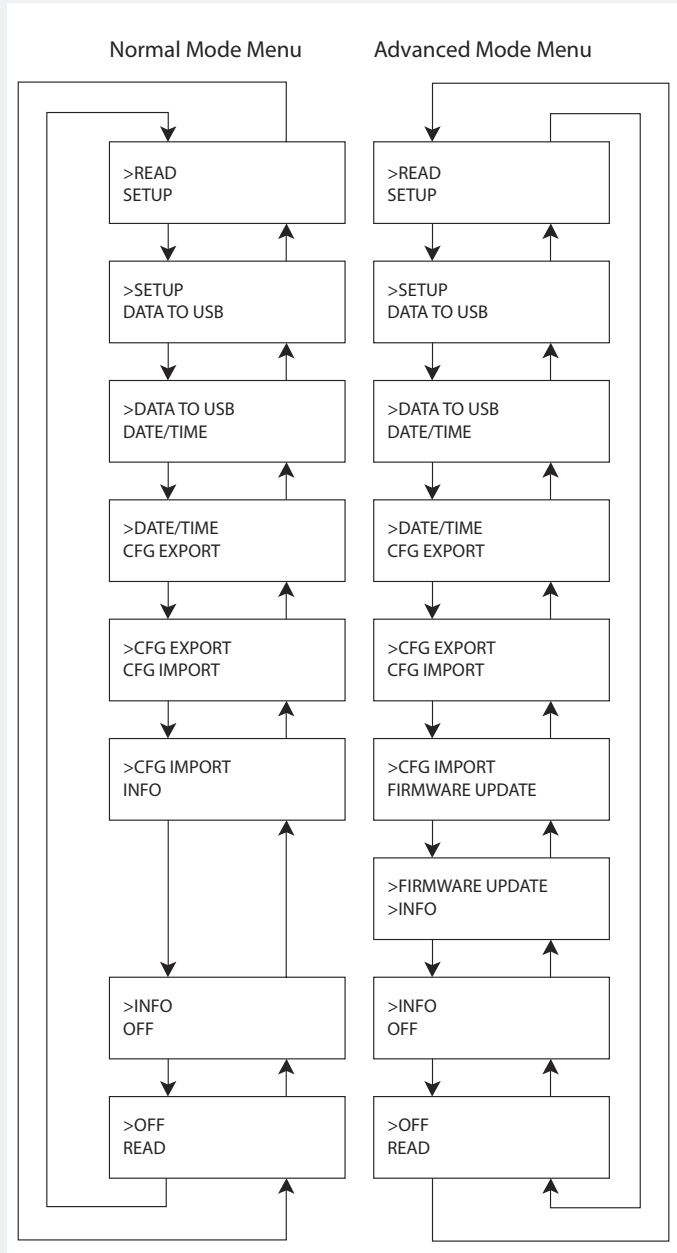 Normal Mode Menu
>READ
SETUP
>SETUP
DATA TO USB
>DATA TO USB
DATE/TIME
>DATE/TIME
CFG EXPORT
>CFG EXPORT
CFG IMPORT
>CFG IMPORT
INFO
>INFO
OFF
>OFF
READ
Advanced Mode Menu
>READ
SETUP
>SETUP
DATA TO USB
>DATA TO USB
DATE/TIME
>DATE/TIME
CFG EXPORT
>CFG EXPORT
CFG IMPORT
>CFG IMPORT
FIRMWARE UPDATE
>FIRMWARE UPDATE
>INFO
>INFO
OFF
>OFF
READ